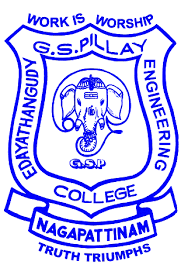 WORK IS WORSHIP
G.S.PILLAY
EDAYATHANGUDY
ENGINEERING
G.S.P
COLLEGE
NAGAPATTINAM
TRUTH TRIUMPHS